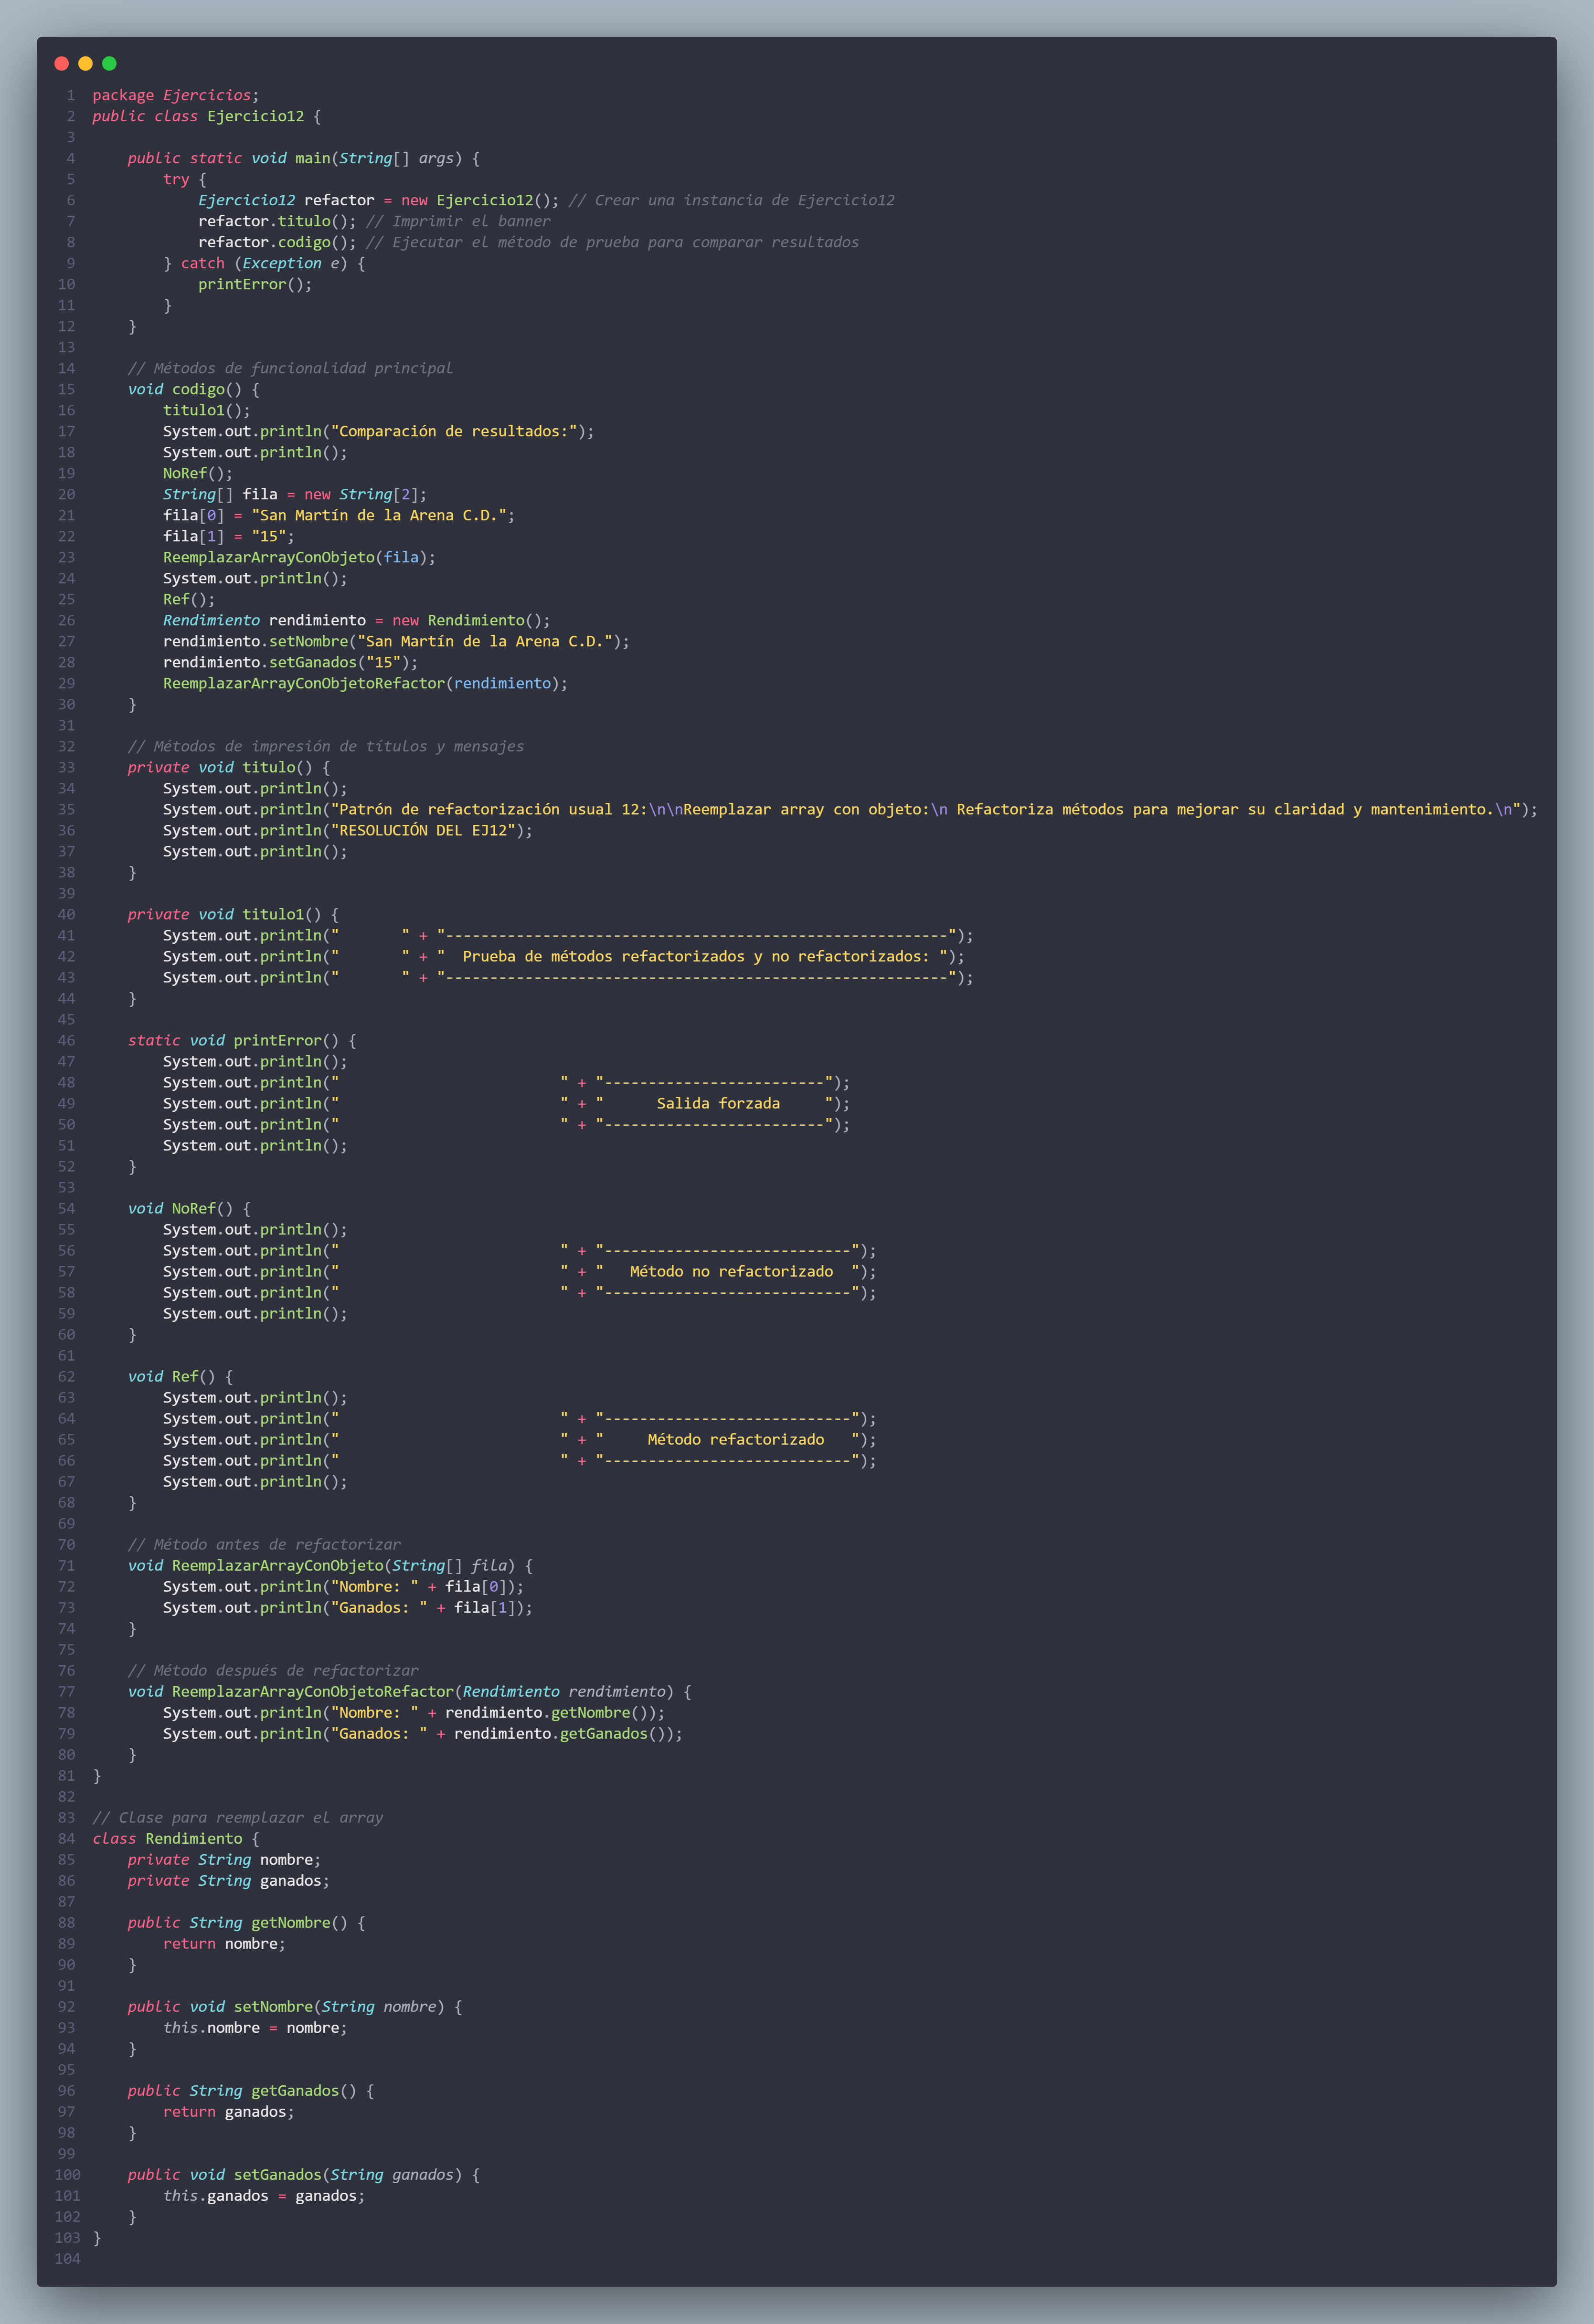 1 package Ejercicios;
2 public class Ejercicio12 {
3
4     public static void main(String[] args) {
5         try {
6             Ejercicio12 refactor = new Ejercicio12(); // Crear una instancia de Ejercicio12
7             refactor.titulo(); // Imprimir el banner
8             refactor.codigo(); // Ejecutar el método de prueba para comparar resultados
9         } catch (Exception e) {
10             printError();
11         }
12     }
13
14     // Métodos de funcionalidad principal
15     void codigo() {
16         titulo1();
17         System.out.println("Comparación de resultados:");
18         System.out.println();
19         NoRef();
20         String[] fila = new String[2];
21         fila[0] = "San Martín de la Arena C.D.";
22         fila[1] = "15";
23         ReemplazarArrayConObjeto(fila);
24         System.out.println();
25         Ref();
26         Rendimiento rendimiento = new Rendimiento();
27         rendimiento.setNombre("San Martín de la Arena C.D.");
28         rendimiento.setGanados("15");
29         ReemplazarArrayConObjetoRefactor(rendimiento);
30     }
31
32     // Métodos de impresión de títulos y mensajes
33     private void titulo() {
34         System.out.println();
35         System.out.println("Patrón de refactorización usual 12:\n\nReemplazar array con objeto:\n Refactoriza métodos para mejorar su claridad y mantenimiento.\n");
36         System.out.println("RESOLUCIÓN DEL EJ12");
37         System.out.println();
38     }
39
40     private void titulo1() {
41         System.out.println("       " + "---------------------------------------------------------");
42         System.out.println("       " + "  Prueba de métodos refactorizados y no refactorizados: ");
43         System.out.println("       " + "---------------------------------------------------------");
44     }
45
46     static void printError() {
47         System.out.println();
48         System.out.println("                         " + "-------------------------");
49         System.out.println("                         " + "      Salida forzada     ");
50         System.out.println("                         " + "-------------------------");
51         System.out.println();
52     }
53
54     void NoRef() {
55         System.out.println();
56         System.out.println("                         " + "----------------------------");
57         System.out.println("                         " + "   Método no refactorizado  ");
58         System.out.println("                         " + "----------------------------");
59         System.out.println();
60     }
61
62     void Ref() {
63         System.out.println();
64         System.out.println("                         " + "----------------------------");
65         System.out.println("                         " + "     Método refactorizado   ");
66         System.out.println("                         " + "----------------------------");
67         System.out.println();
68     }
69
70     // Método antes de refactorizar
71     void ReemplazarArrayConObjeto(String[] fila) {
72         System.out.println("Nombre: " + fila[0]);
73         System.out.println("Ganados: " + fila[1]);
74     }
75
76     // Método después de refactorizar
77     void ReemplazarArrayConObjetoRefactor(Rendimiento rendimiento) {
78         System.out.println("Nombre: " + rendimiento.getNombre());
79         System.out.println("Ganados: " + rendimiento.getGanados());
80     }
81 }
82
83 // Clase para reemplazar el array
84 class Rendimiento {
85     private String nombre;
86     private String ganados;
87
88     public String getNombre() {
89         return nombre;
90     }
91
92     public void setNombre(String nombre) {
93         this.nombre = nombre;
94     }
95
96     public String getGanados() {
97         return ganados;
98     }
99
100     public void setGanados(String ganados) {
101         this.ganados = ganados;
102     }
103 }
104